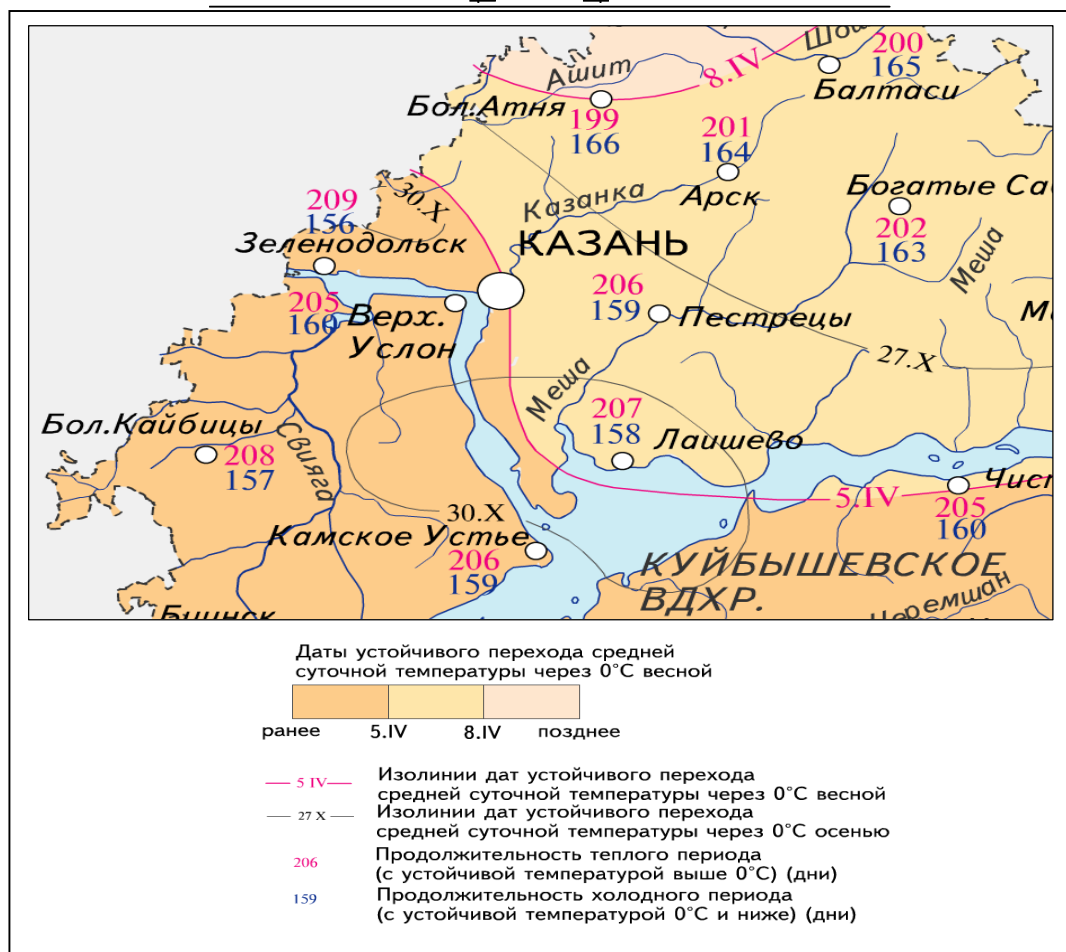 Шош
200
165
Балтаси
8.IV
Ашит
Бол.Атня
199
166
201
164
Арск
Казанка
30.X
Богатые Саб
202
163
Меша
209
156
Зеленодольск
КАЗАНЬ
205
160
Верх.
Услон
206
159
Пестрецы
27.X
Меша
Бол.Кайбицы
208
157
Свияга
207
158
Лаишево
5.IV
Чист
205
160
30.X
Камское Устье
206
159
КУЙБЫШЕВСКОЕ
ВДХР.
Черемшан
Даты устойчивого перехода средней
суточной температуры через 0°С весной
ранее 5.IV 8.IV позднее
5 IV Изолинии дат устойчивого перехода
средней суточной температуры через 0°С весной
27 X Изолинии дат устойчивого перехода
средней суточной температуры через 0°С осенью
206 Продолжительность теплого периода
(с устойчивой температурой выше 0°С) (дни)
159 Продолжительность холодного периода
(с устойчивой температурой 0°С и ниже) (дни)